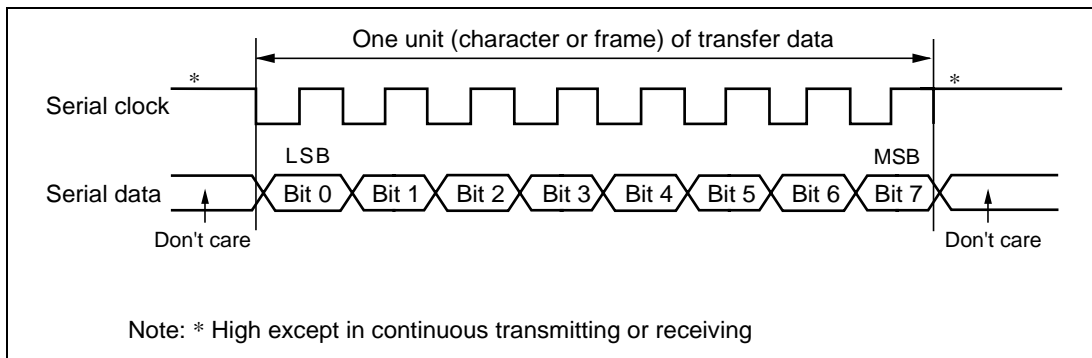 One unit (character or frame) of transfer data
* *
Serial clock
LSB MSB
Serial data Bit 0 Bit 1 Bit 2 Bit 3 Bit 4 Bit 5 Bit 6 Bit 7
Don't care Don't care
Note: * High except in continuous transmitting or receiving